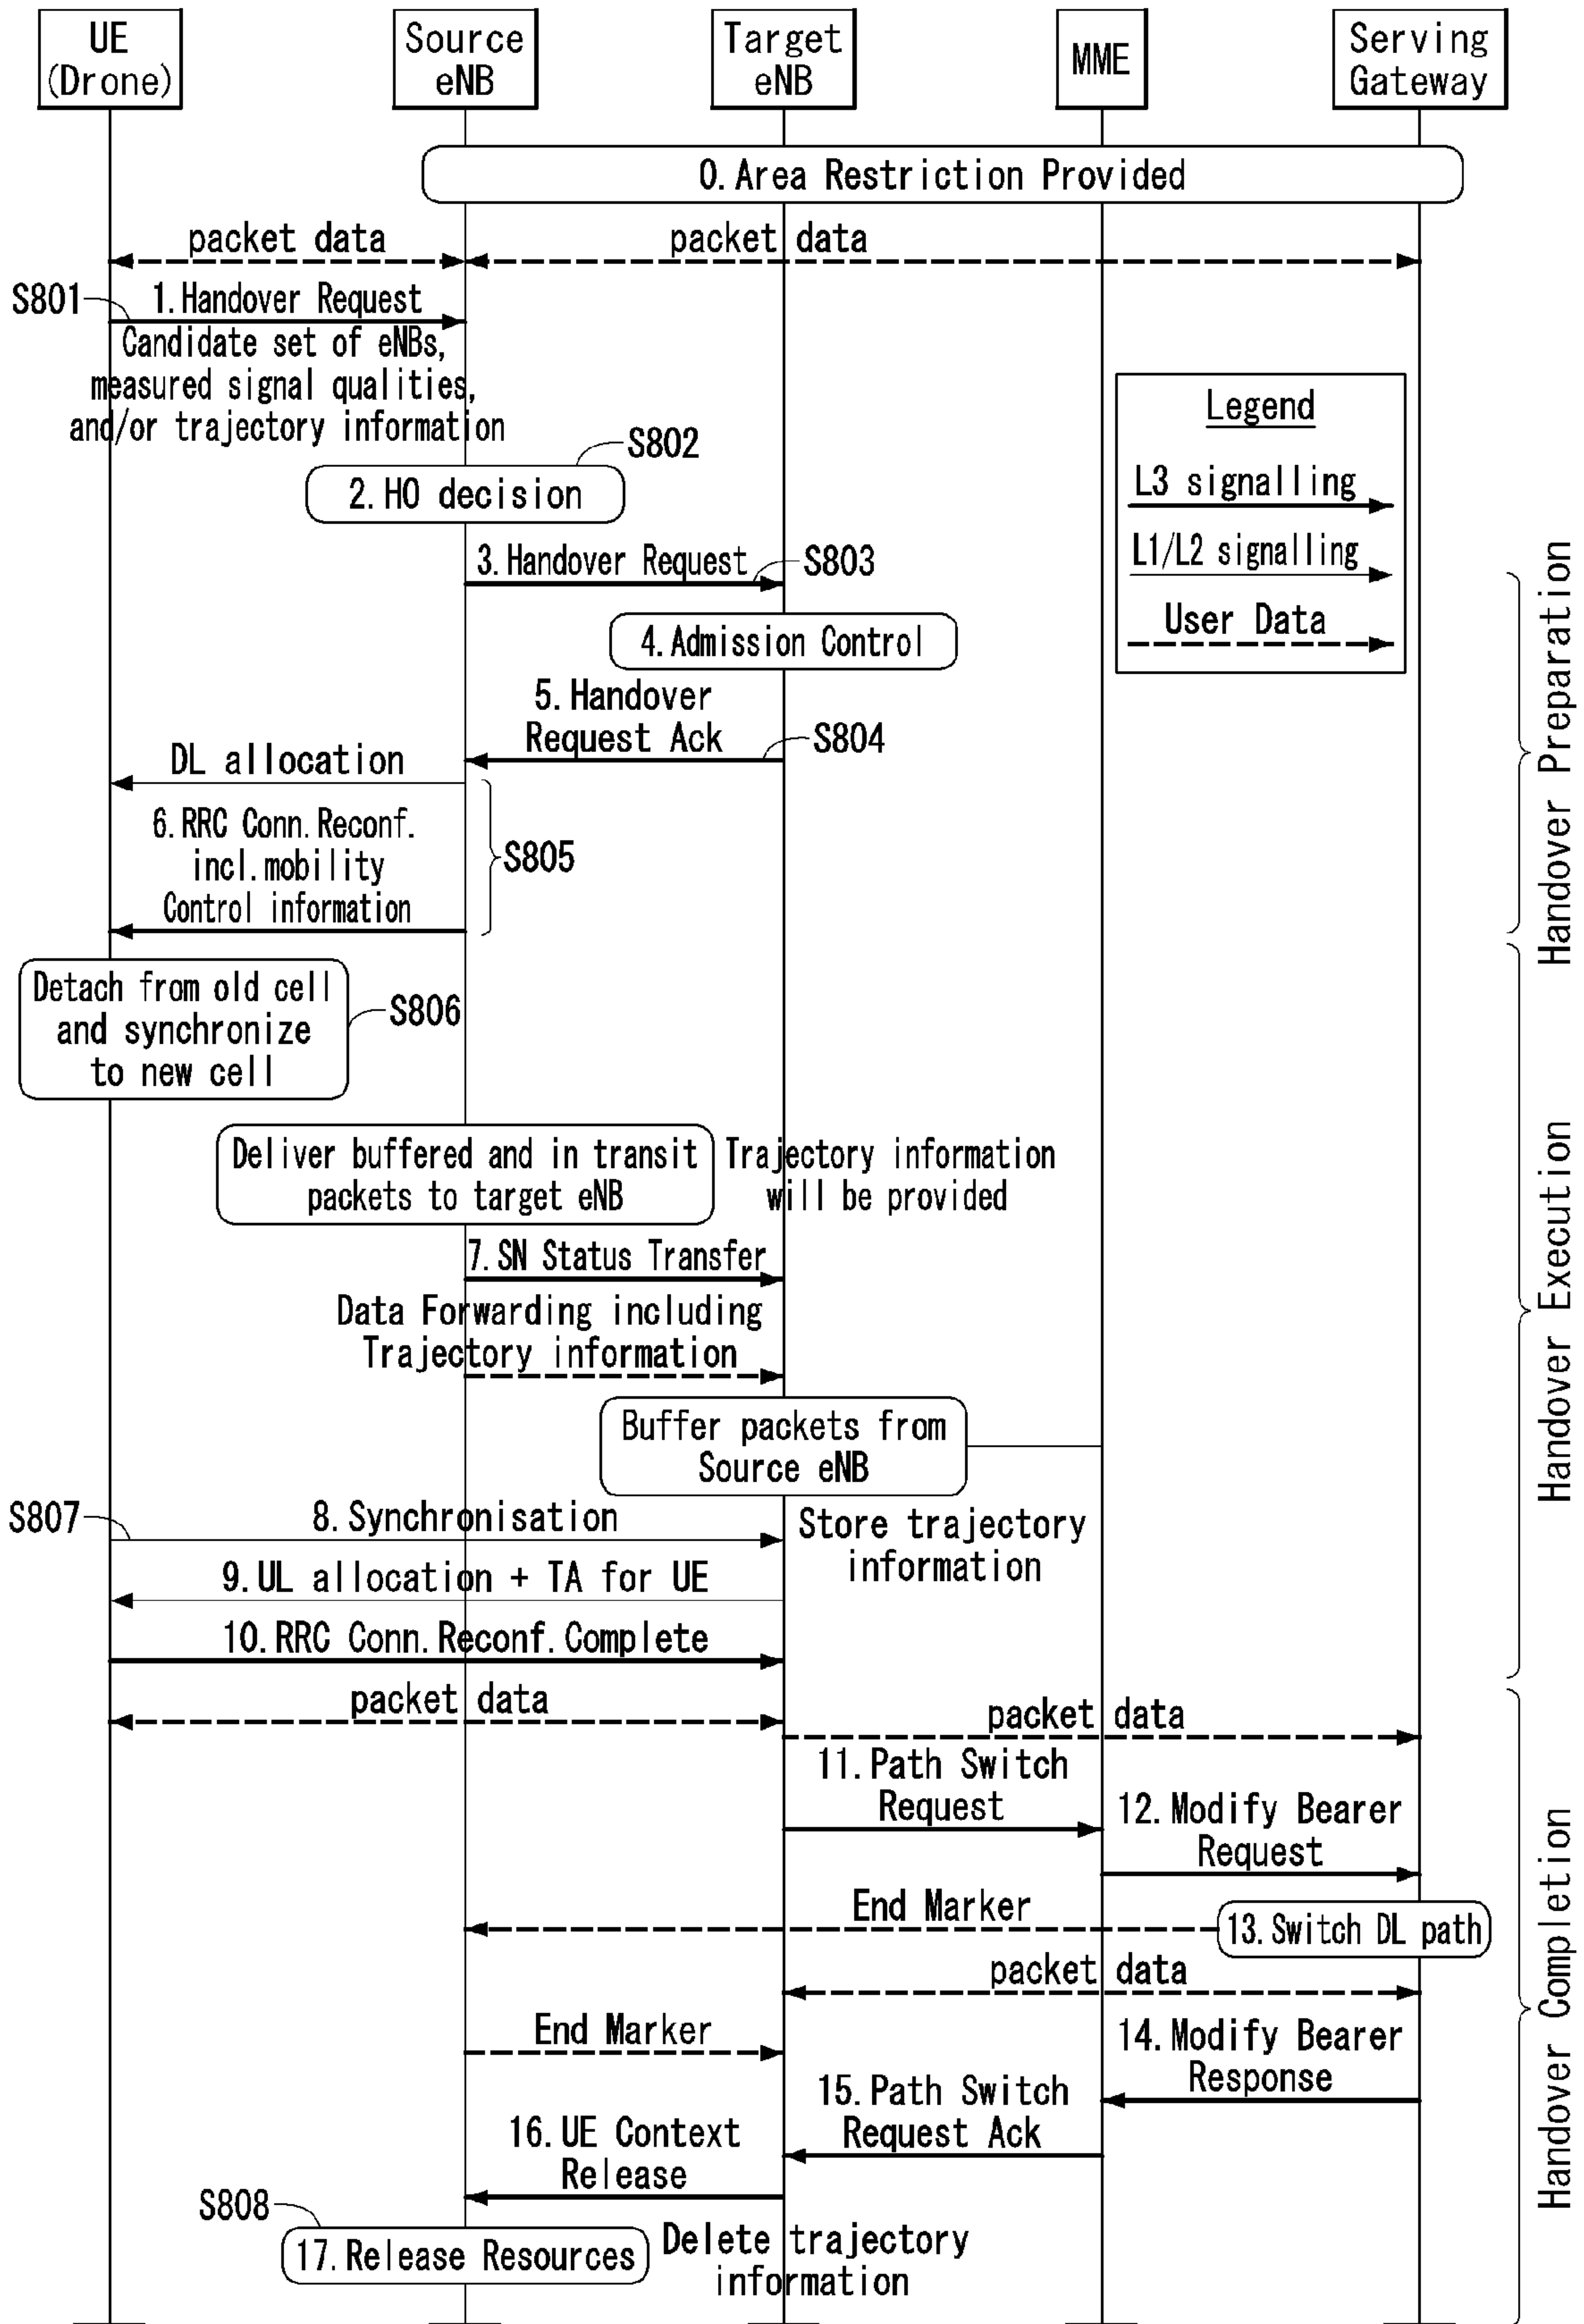 UE
(Drone)
Source
eNB
Target
eNB
MME
Serving
Gateway
0.Area Restriction Provided
packet data
packet data
S801
1.Handover Request
Candidate set of eNBs,
measured signal qualities,
and/or trajectory information
Legend
L3 signalling
L1/L2 signalling
User Data
S802
2.HO decision
3.Handover Request
S803
4.Admission Control
5.Handover
Request Ack
S804
DL allocation
6.RRC Conn.Reconf.
incl.mobility
Control information
S805
Handover Preparation
Detach from old cell
and synchronize
to new cell
S806
Deliver buffered and in transit
packets to target eNB
Trajectory information
will be provided
7.SN Status Transfer
Data Forwarding including
Trajectory information
Buffer packets from
Source eNB
Handover Execution
S807
8.Synchronisation
Store trajectory
information
9.UL allocation + TA for UE
10.RRC Conn.Reconf.Complete
packet data
packet data
11.Path Switch
Request
12.Modify Bearer
Request
End Marker
13.Switch DL path
packet data
End Marker
14.Modify Bearer
Response
15.Path Switch
Request Ack
16.UE Context
Release
Handover Completion
S808
17.Release Resources
Delete trajectory
information